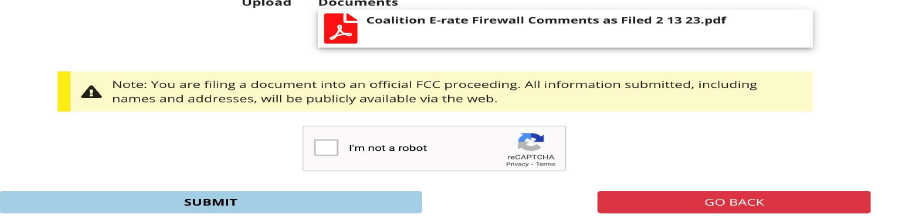 Upload Documents
Coalition E-rate Firewall Comments as Filed 2 13 23.pdf
Note: You are filing a document into an official FCC proceeding. All information submitted, including
names and addresses, will be publicly available via the web.
I'm not a robot
reCAPTCHA
Privacy - Terms
SUBMIT GO BACK